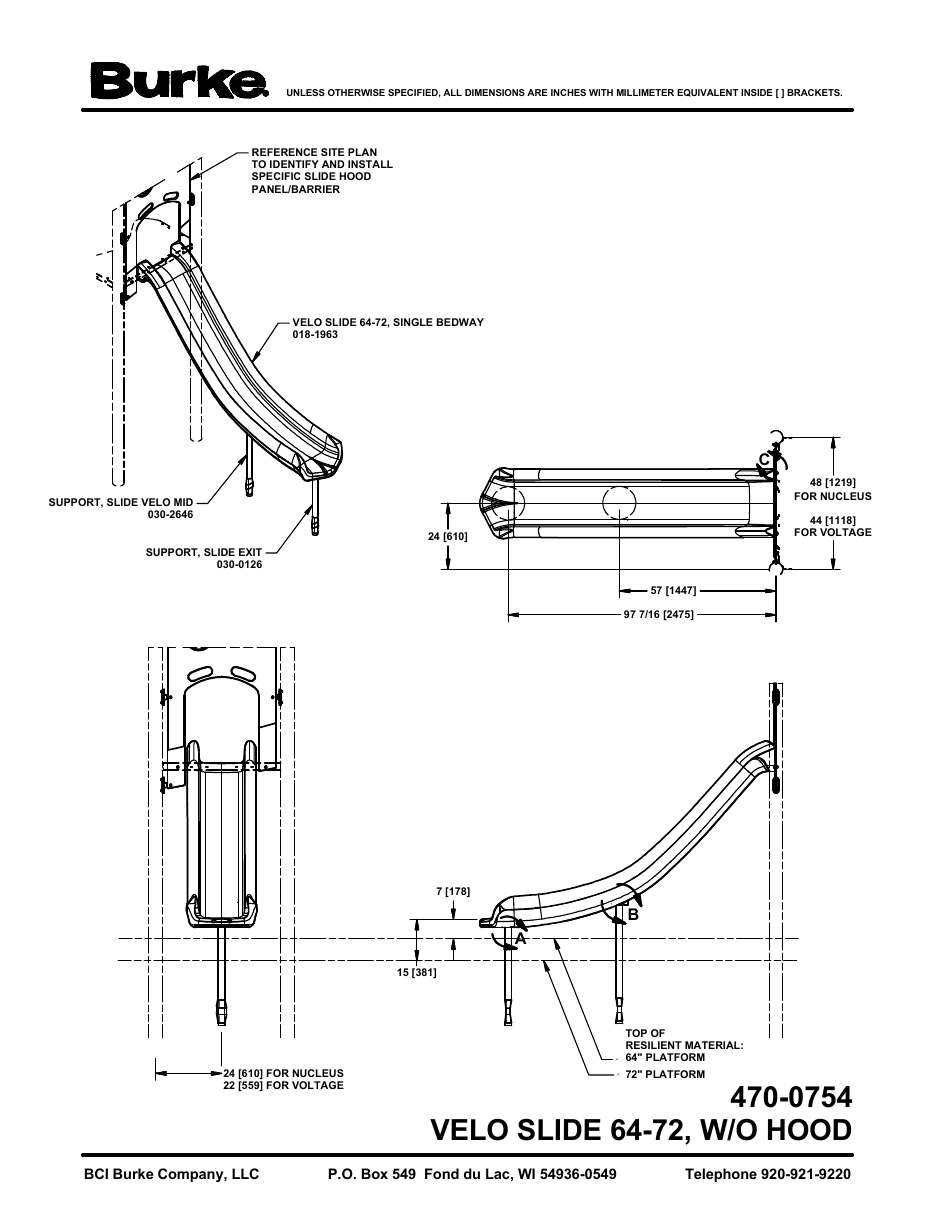 Burke
UNLESS OTHERWISE SPECIFIED, ALL DIMENSIONS ARE INCHES WITH MILLIMETER EQUIVALENT INSIDE [ ] BRACKETS.
REFERENCE SITE PLAN
TO IDENTIFY AND INSTALL
SPECIFIC SLIDE HOOD
PANEL/BARRIER
VELO SLIDE 64-72, SINGLE BEDWAY
018-1963
SUPPORT, SLIDE VELO MID
030-2646
SUPPORT, SLIDE EXIT
030-0126
C
48 [1219]
FOR NUCLEUS
44 [1118]
FOR VOLTAGE
24 [610]
57 [1447]
97 7/16 [2475]
7 [178]
B
A
15 [381]
TOP OF
RESILIENT MATERIAL:
64" PLATFORM
72" PLATFORM
24 [610] FOR NUCLEUS
22 [559] FOR VOLTAGE
470-0754
VELO SLIDE 64-72, W/O HOOD
BCI Burke Company, LLC
P.O. Box 549 Fond du Lac, WI 54936-0549
Telephone 920-921-9220